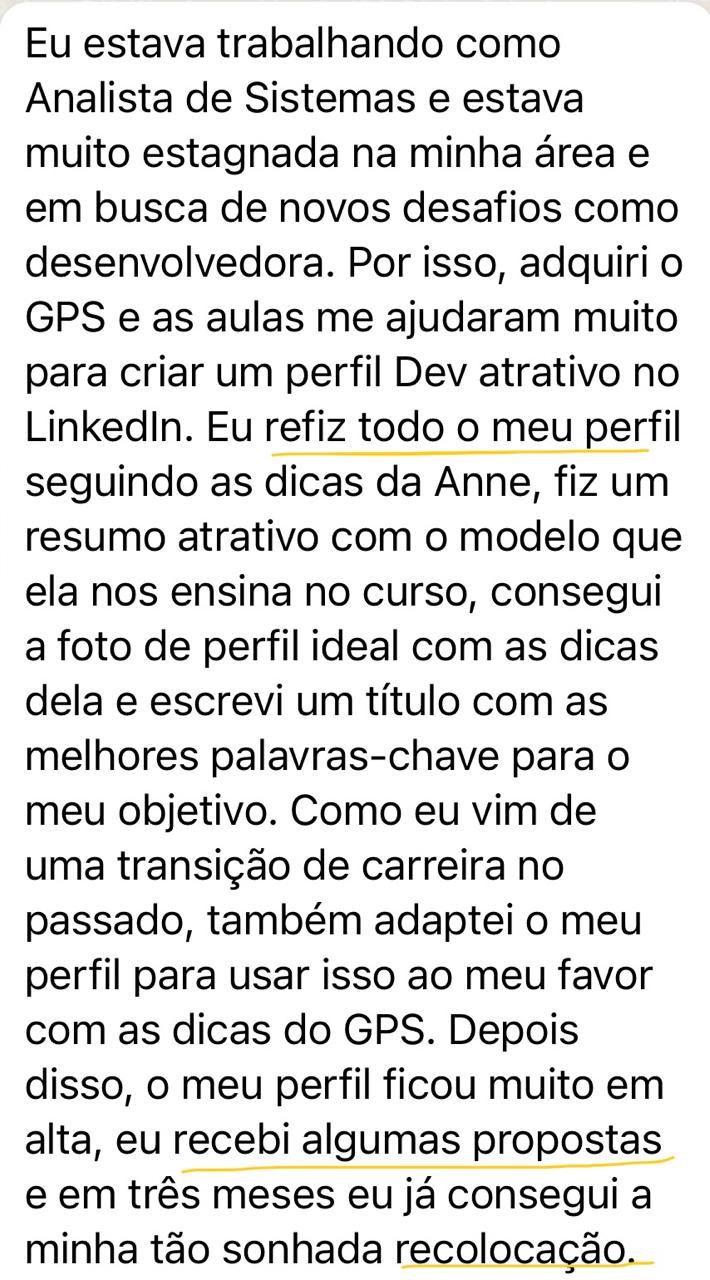 Eu estava trabalhando como
Analista de Sistemas e estava
muito estagnada na minha área e
em busca de novos desafios como
desenvolvedora. Por isso, adquiri o
GPS e as aulas me ajudaram muito
para criar um perfil Dev atrativo no
LinkedIn. Eu refiz todo o meu perfil
seguindo as dicas da Anne, fiz um
resumo atrativo com o modelo que
ela nos ensina no curso, consegui
a foto de perfil ideal com as dicas
dela e escrevi um título com as
melhores palavras-chave para o
meu objetivo. Como eu vim de
uma transição de carreira no
passado, também adaptei o meu
perfil para usar isso ao meu favor
com as dicas do GPS. Depois
disso, o meu perfil ficou muito em
alta, eu recebi algumas propostas
e em três meses eu já consegui a
minha tão sonhada recolocação.